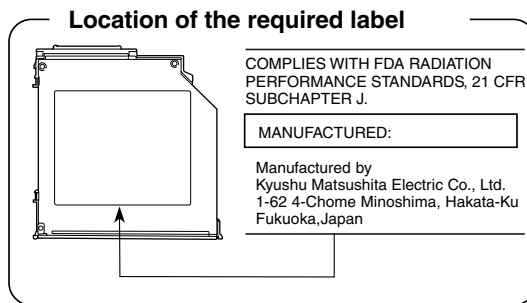 Location of the required label
COMPLIES WITH FDA RADIATION
PERFORMANCE STANDARDS, 21 CFR
SUBCHAPTER J.
MANUFACTURED:
Manufactured by
Kyushu Matsushita Electric Co., Ltd.
1-62 4-Chome Minoshima, Hakata-Ku
Fukuoka,Japan